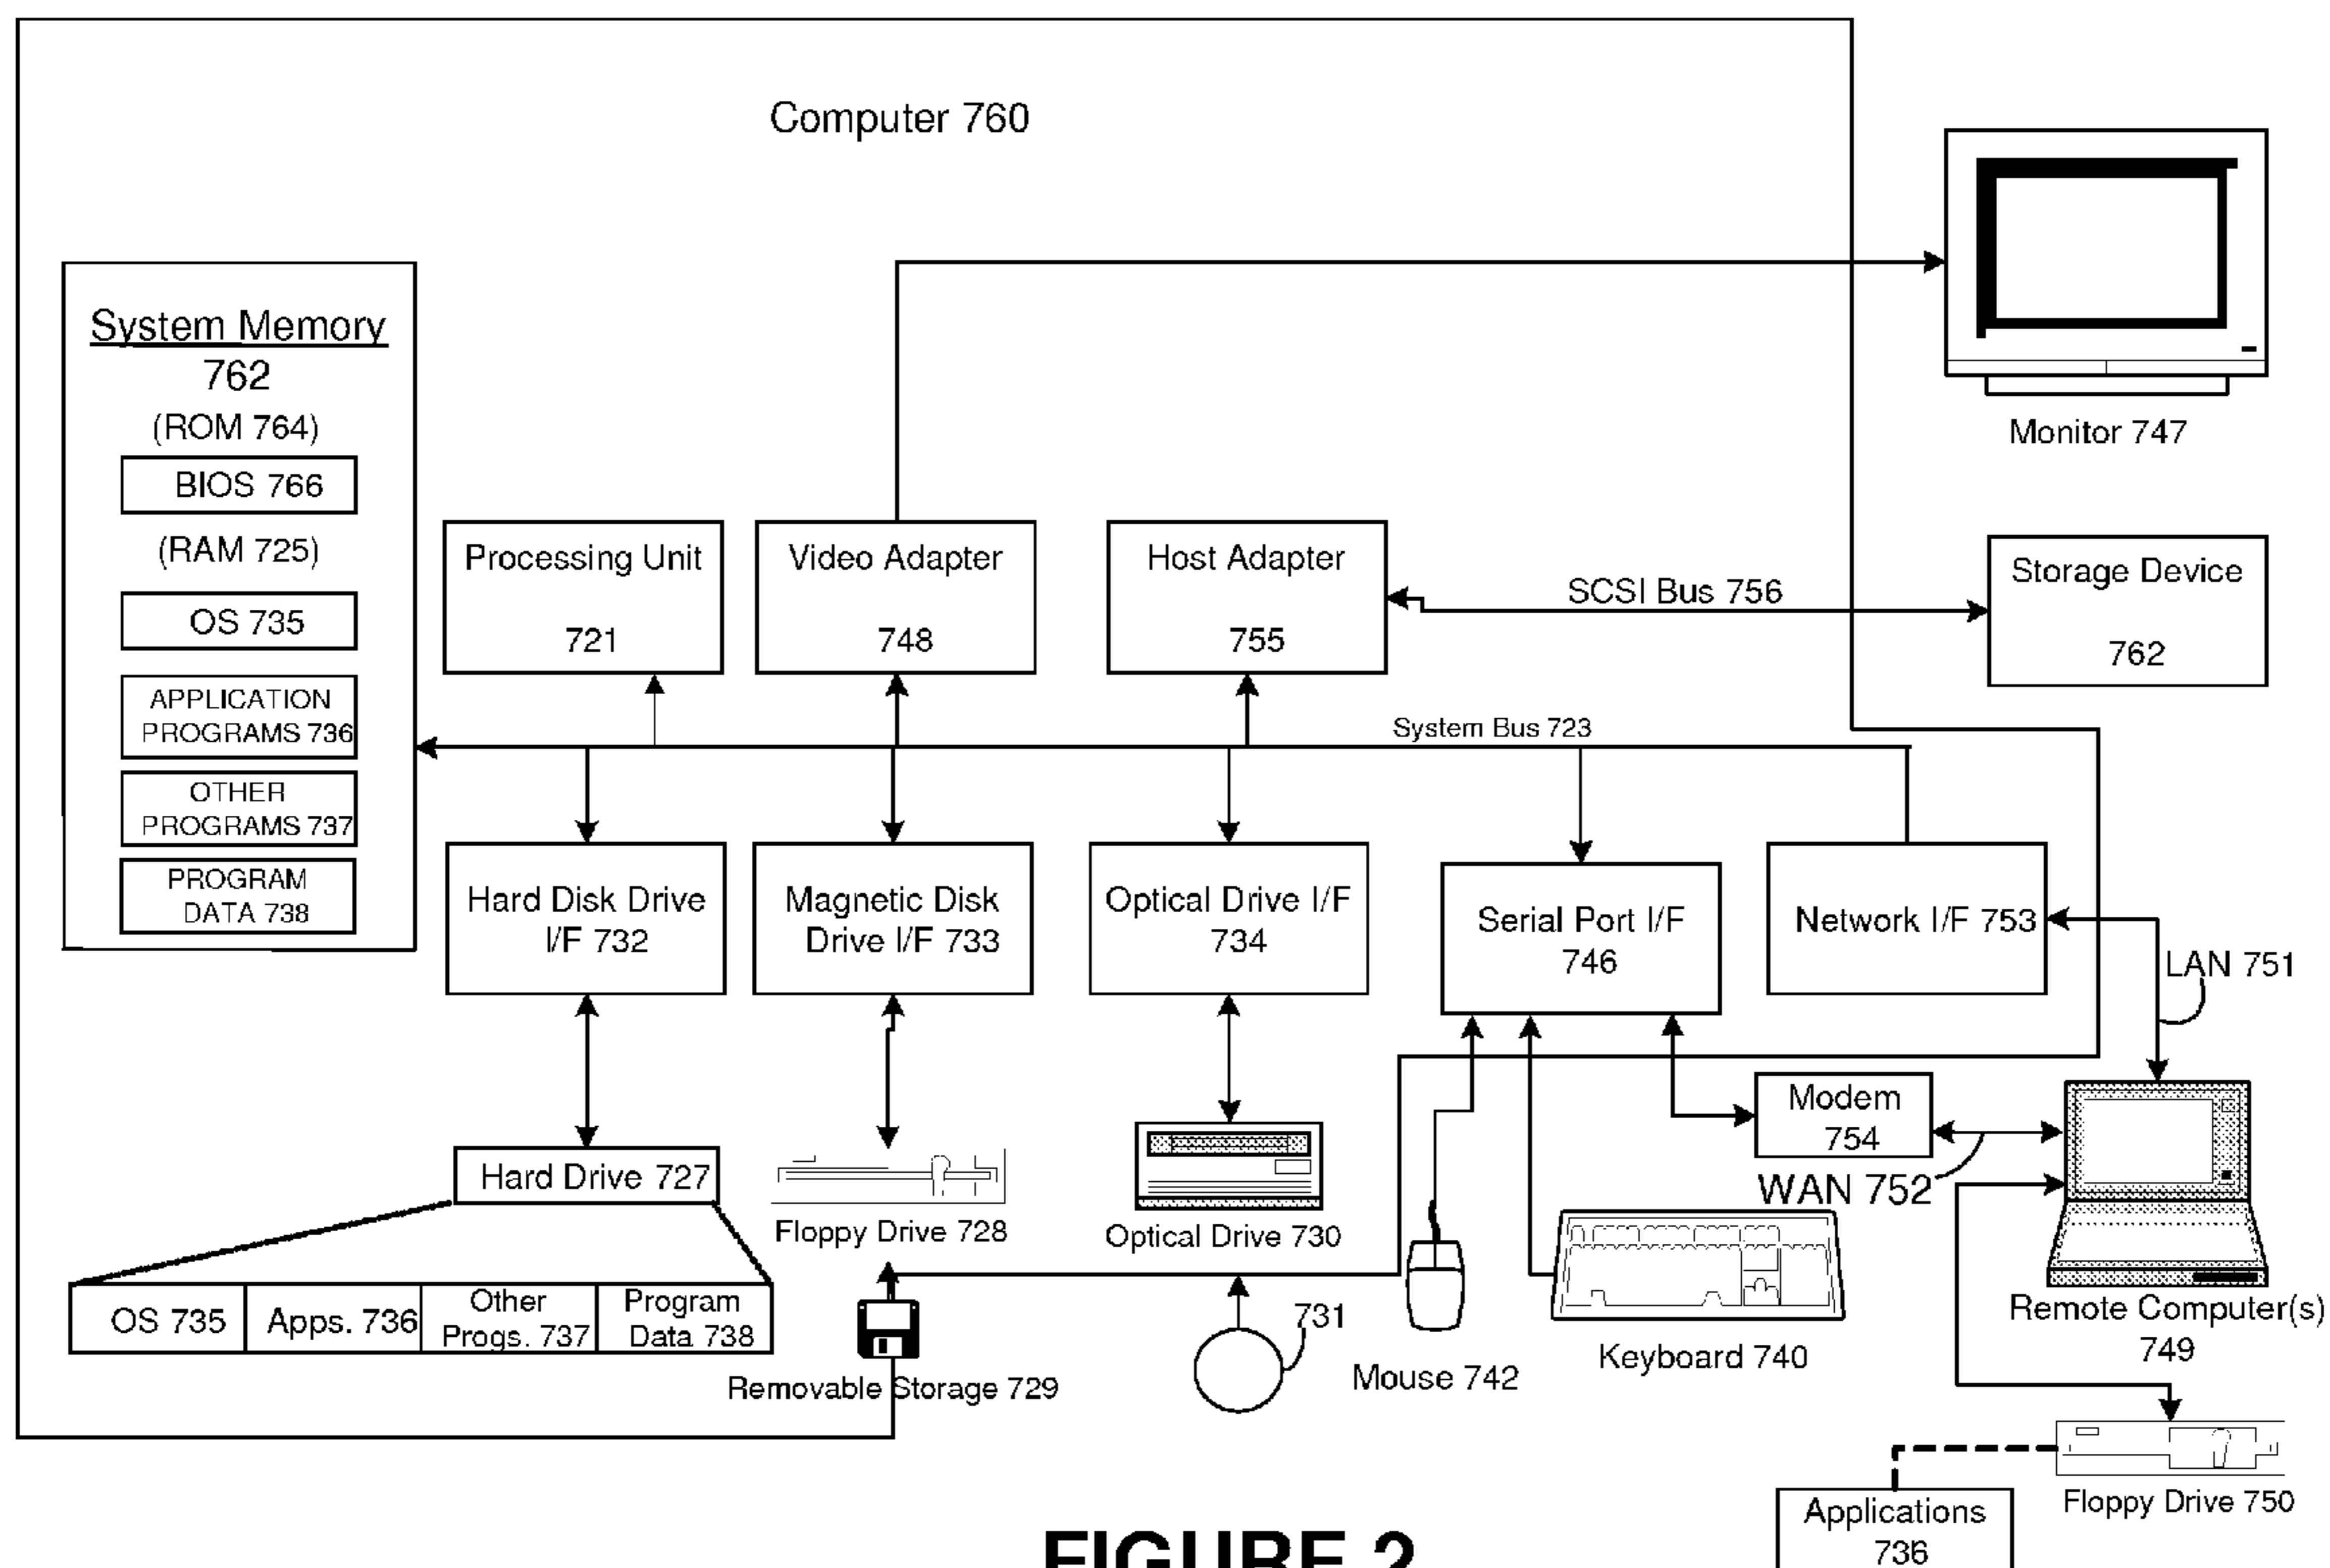 Computer 760
System Memory
762
(ROM 764)
BIOS 766
(RAM 725)
OS 735
APPLICATION
PROGRAMS 736
OTHER
PROGRAMS 737
PROGRAM
DATA 738
Processing Unit
721
Video Adapter
748
Host Adapter
755
SCSI Bus 756
Monitor 747
Storage Device
762
System Bus 723
Hard Disk Drive
I/F 732
Magnetic Disk
Drive I/F 733
Optical Drive I/F
734
Serial Port I/F
746
Network I/F 753
LAN 751
Modem
754
WAN 752
Hard Drive 727
Floppy Drive 728
Optical Drive 730
OS 735
Apps. 736
Other
Progs. 737
Program
Data 738
Removable Storage 729
731
Mouse 742
Keyboard 740
Remote Computer(s)
749
Floppy Drive 750
Applications
736
FIGURE 2